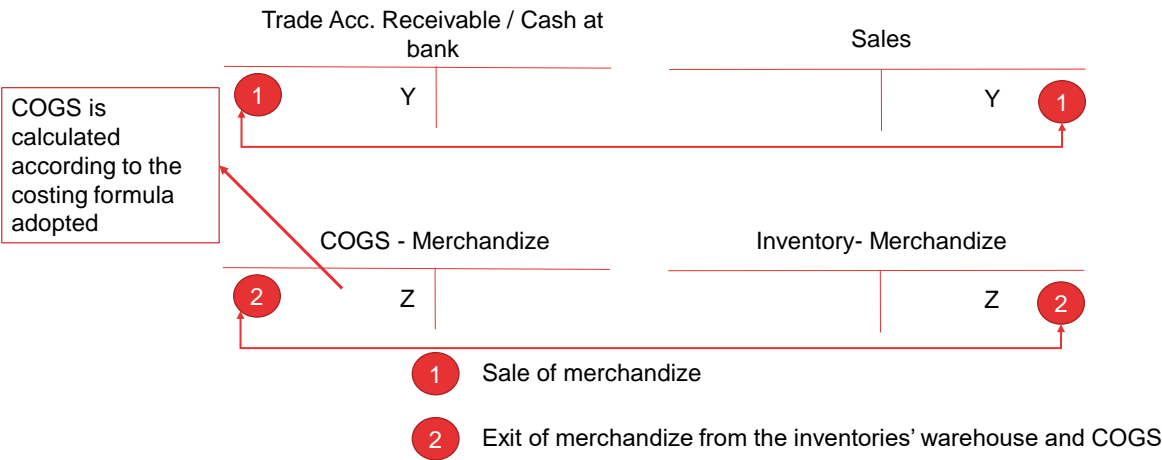 Trade Acc. Receivable / Cash at
bank
Sales
1
Y
Y
1
COGS is
calculated
according to the
costing formula
adopted
COGS - Merchandize
Inventory- Merchandize
2
Z
Z
2
1
Sale of merchandize
2
Exit of merchandize from the inventories’ warehouse and COGS